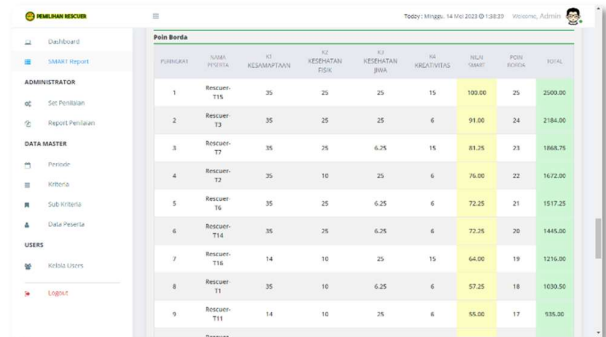 PEMILIHAN RESCUER
Today : Minggu, 14 Mei 2023
Welcome, Admin
Dashboard
SMART Report
ADMINISTRATOR
Set Penilaian
Report Penilaian
DATA MASTER
Periode
Kriteria
Sub Kriteria
Data Peserta
USERS
Kelola Users
Logout
Poin Borda
NAMA PESERTA K1 KESAMAPTAAN K2 KESEHATAN FISIK K3 KESEHATAN JIWA K4 KREATIVITAS NILAI SMART POIN BORDA TOTAL
1 Rescuer-T15 35 25 25 15 100.00 25 2500.00
2 Rescuer-T3 35 25 25 6 91.00 24 2184.00
3 Rescuer-T7 35 25 6.25 15 81.25 23 1868.75
4 Rescuer-T2 35 10 25 6 76.00 22 1672.00
5 Rescuer-T6 35 25 6.25 6 72.25 21 1517.25
6 Rescuer-T14 35 25 6.25 6 72.25 20 1445.00
7 Rescuer-T16 14 10 25 15 64.00 19 1216.00
8 Rescuer-T1 35 10 6.25 6 57.25 18 1030.50
9 Rescuer-T11 14 10 25 6 55.00 17 935.00